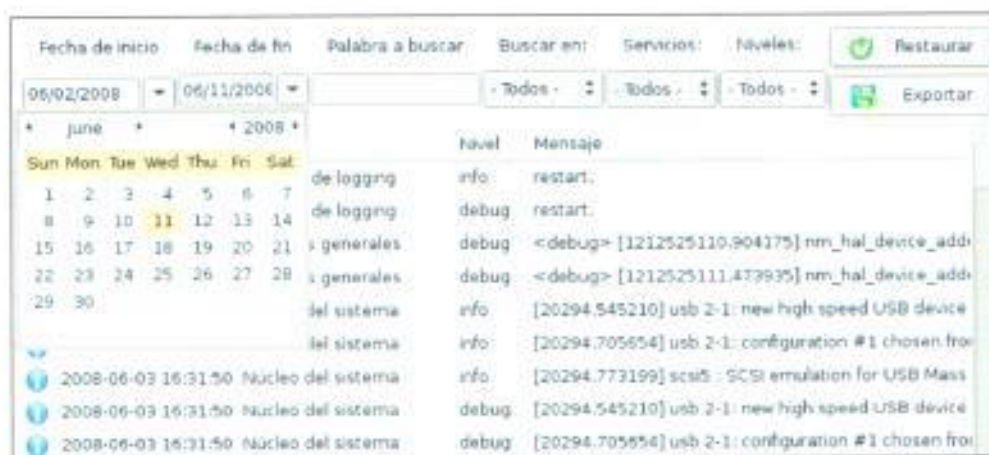 Fecha de inicio Fecha de fin Palabra a buscar Buscar en: Servicios: Niveles: Restaurar
06/02/2008 06/11/2008 - Todos - - Todos - - Todos - Exportar
June 2008
Nivel Mensaje
Sun Mon Tue Wed Thu Fri Sat
de logging info restart.
1 2 3 4 5 6 7
de logging debug restart.
8 9 10 11 12 13 14
s generales debug <debug> [1212525110.904175] nm_hal_device_adde
15 16 17 18 19 20 21
s generales debug <debug> [1212525111.473935] nm_hal_device_adde
22 23 24 25 26 27 28
29 30
del sistema info [20294.545210] usb 2-1: new high speed USB device
del sistema info [20294.705654] usb 2-1: configuration #1 chosen fro
2008-06-03 16:31:50 Núcleo del sistema info [20294.773199] scsi5 : SCSI emulation for USB Mass
2008-06-03 16:31:50 Núcleo del sistema debug [20294.545210] usb 2-1: new high speed USB device
2008-06-03 16:31:50 Núcleo del sistema debug [20294.705654] usb 2-1: configuration #1 chosen fro